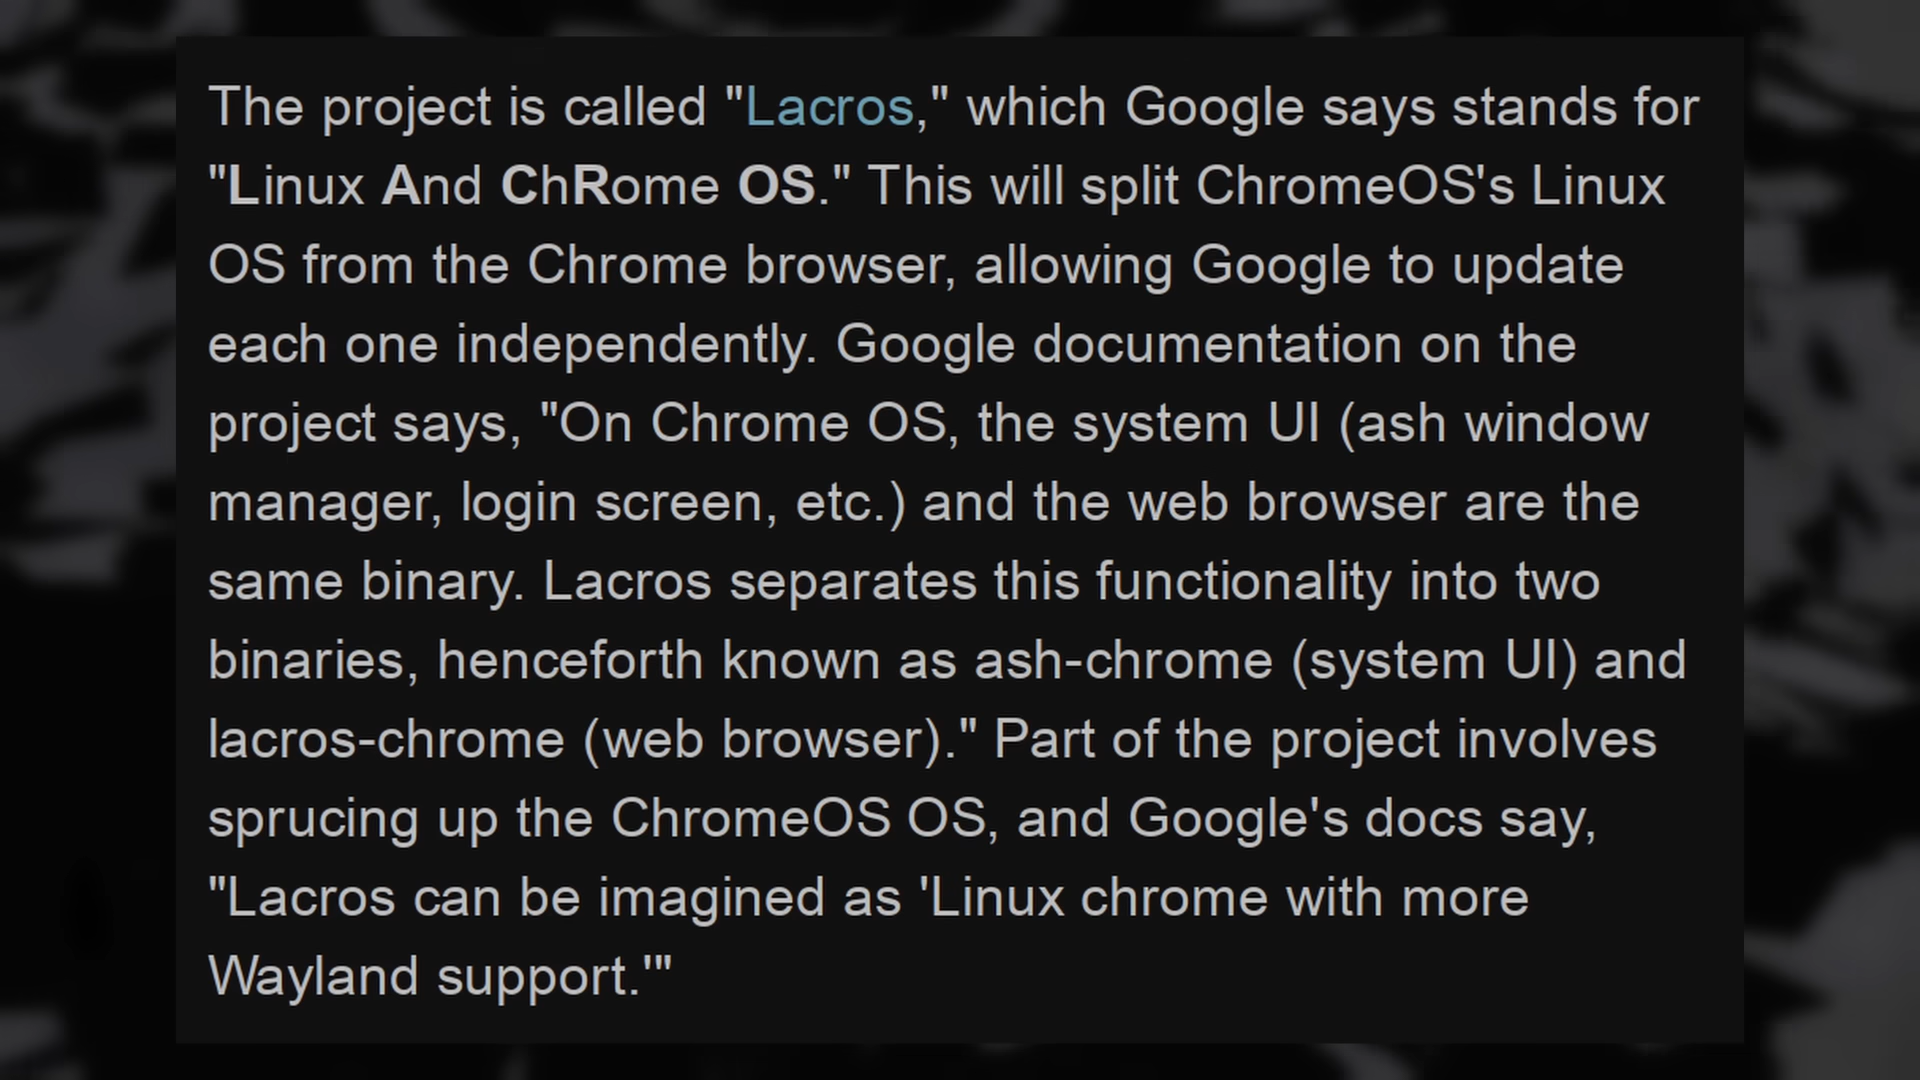 The project is called "Lacros," which Google says stands for
"Linux And ChRome OS." This will split ChromeOS's Linux
OS from the Chrome browser, allowing Google to update
each one independently. Google documentation on the
project says, "On Chrome OS, the system UI (ash window
manager, login screen, etc.) and the web browser are the
same binary. Lacros separates this functionality into two
binaries, henceforth known as ash-chrome (system UI) and
lacros-chrome (web browser)." Part of the project involves
sprucing up the ChromeOS OS, and Google's docs say,
"Lacros can be imagined as 'Linux chrome with more
Wayland support.'"